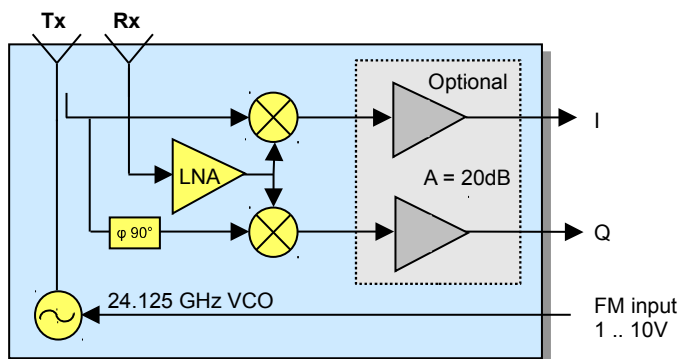 Tx Rx
Optional
I
LNA
A = 20dB
φ 90°
Q
24.125 GHz VCO
FM input
1 .. 10V